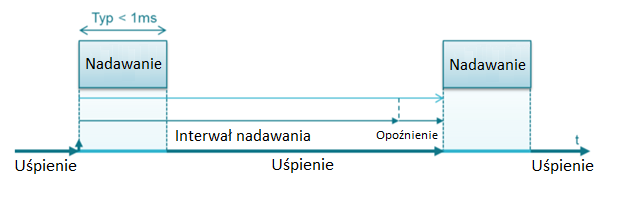 Typ < 1ms
Nadawanie
Nadawanie
Interwał nadawania
Opoźnienie
t
Uśpienie
Uśpienie
Uśpienie